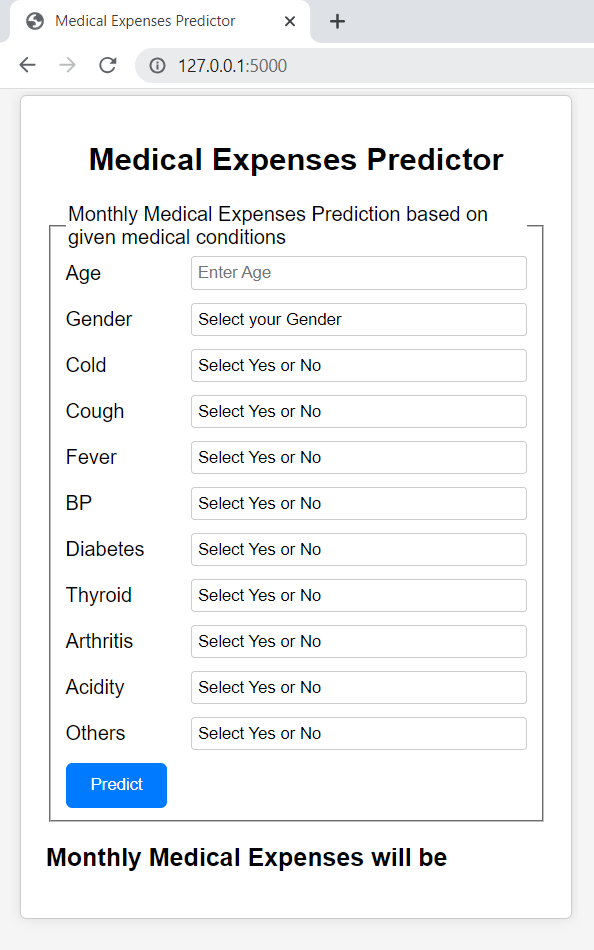 Medical Expenses Predictor
127.0.0.1:5000
Medical Expenses Predictor
Monthly Medical Expenses Prediction based on
given medical conditions
Age Enter Age
Gender Select your Gender
Cold Select Yes or No
Cough Select Yes or No
Fever Select Yes or No
BP Select Yes or No
Diabetes Select Yes or No
Thyroid Select Yes or No
Arthritis Select Yes or No
Acidity Select Yes or No
Others Select Yes or No
Predict
Monthly Medical Expenses will be